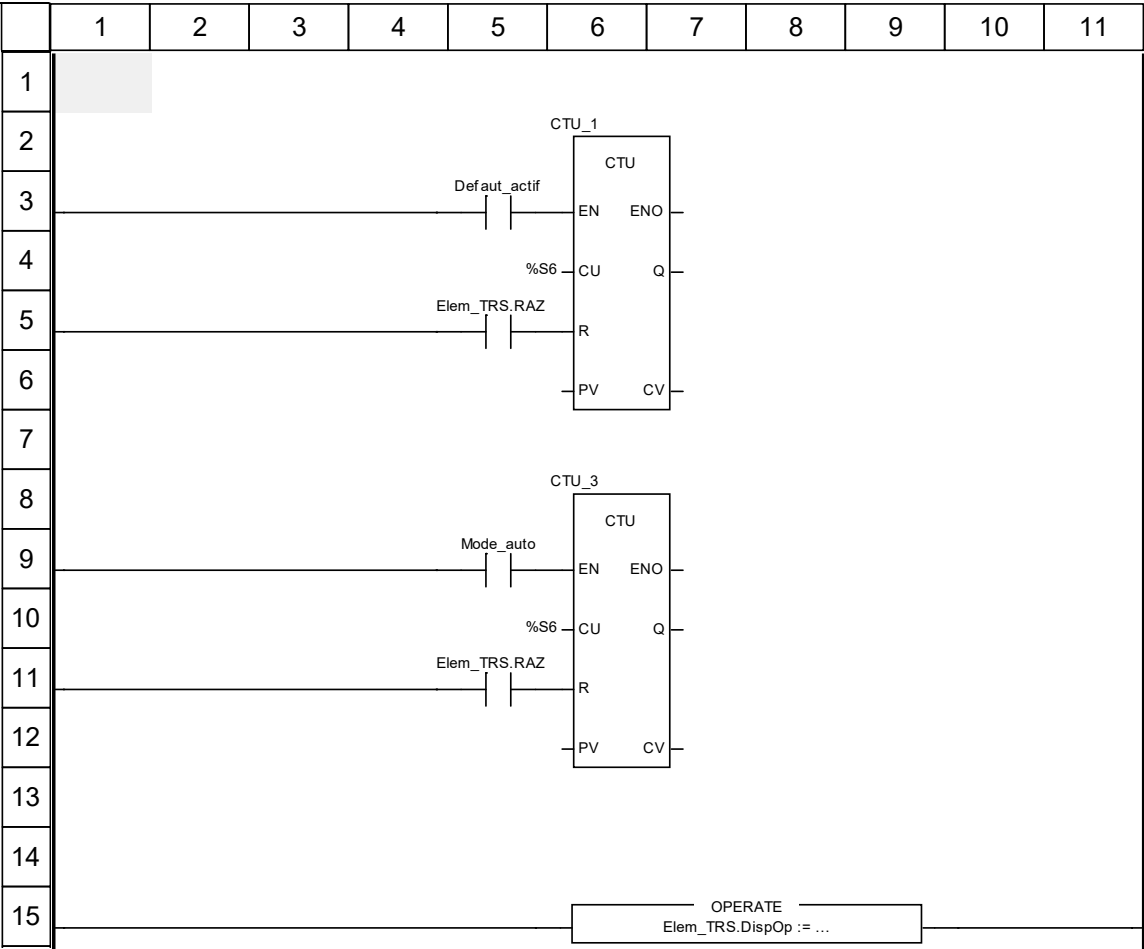 1 2 3 4 5 6 7 8 9 10 11
1
2
CTU_1
CTU
3
Defaut_actif
EN ENO
4
%S6 CU Q
5
Elem_TRS.RAZ
R
6
PV CV
7
8
CTU_3
CTU
9
Mode_auto
EN ENO
10
%S6 CU Q
11
Elem_TRS.RAZ
R
12
PV CV
13
14
15
OPERATE
Elem_TRS.DispOp := ...